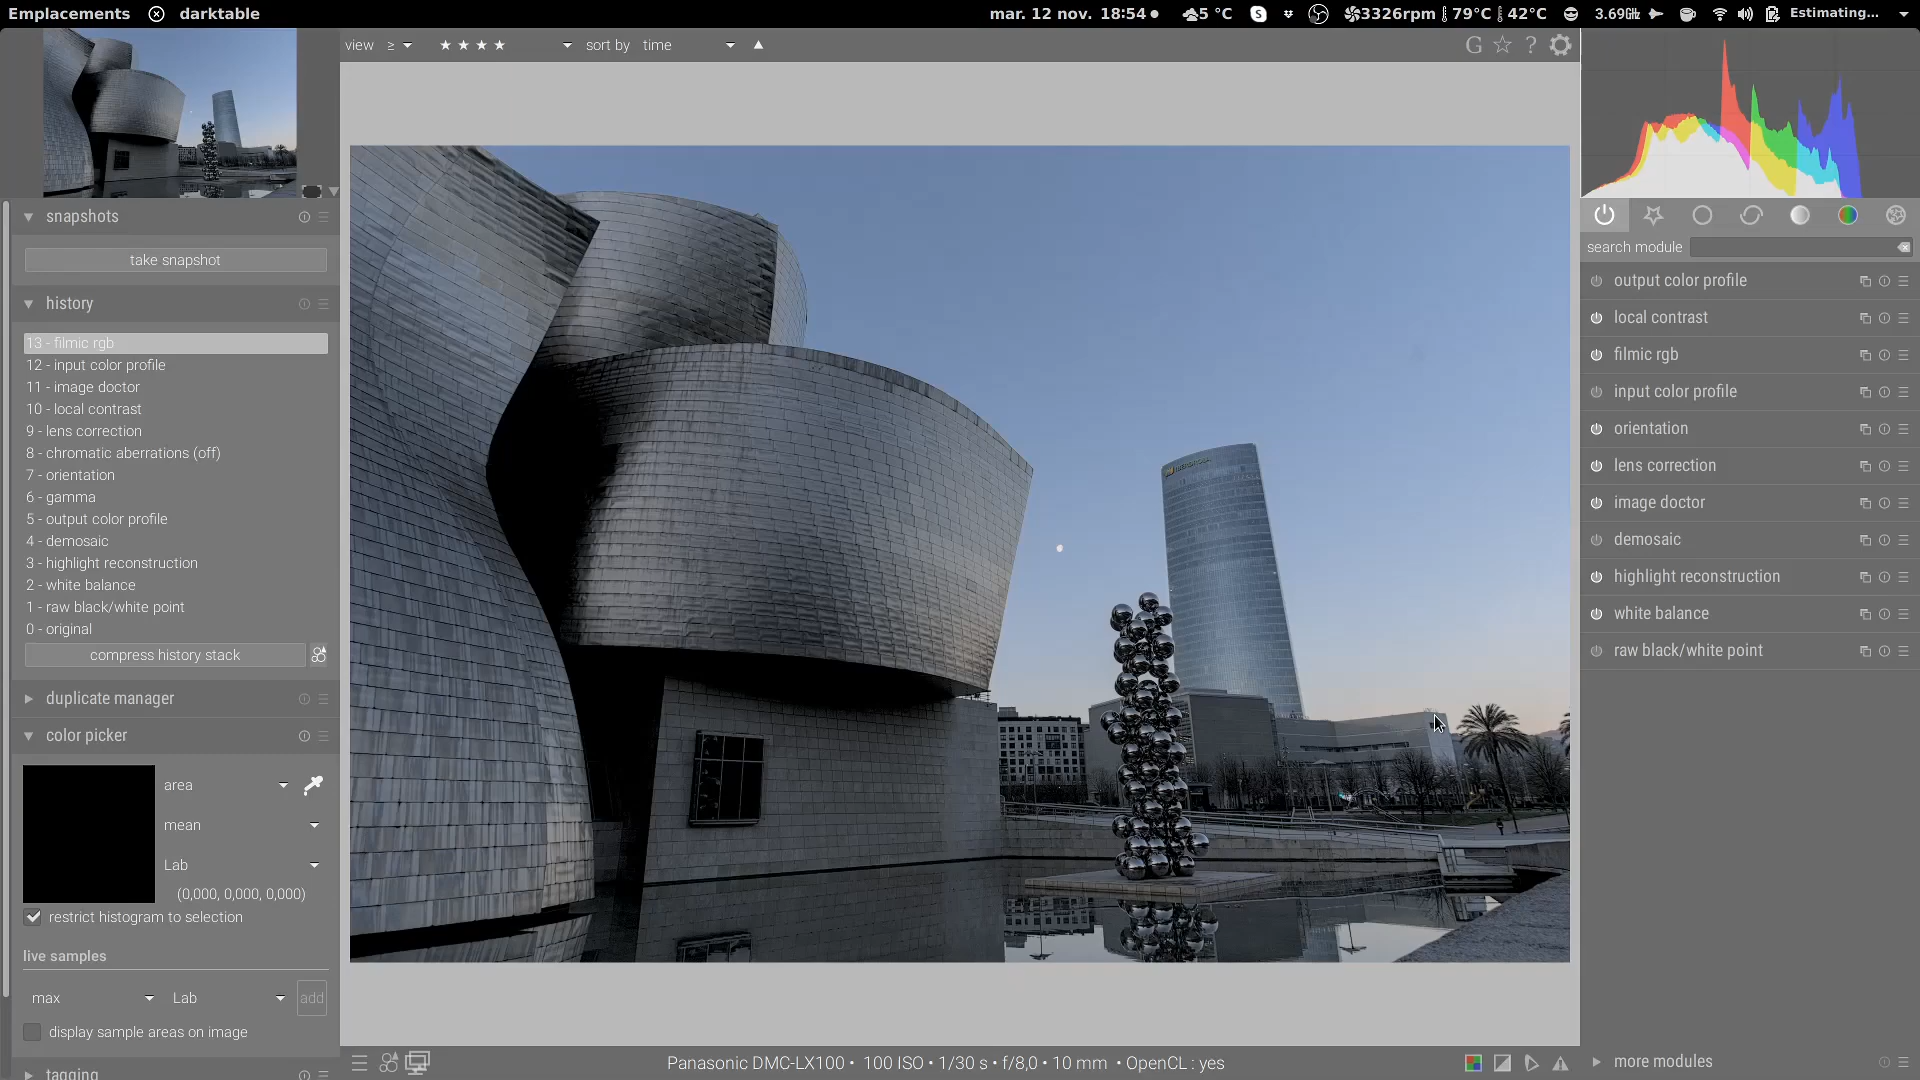 Emplacements darktable mar. 12 nov. 18:54 5 °C S 3326rpm 79°C 42°C 3.69GHz Estimating...
view ≥ ★ ★ ★ ★ sort by time G ?
snapshots
take snapshot
history
13 - filmic rgb
12 - input color profile
11 - image doctor
10 - local contrast
9 - lens correction
8 - chromatic aberrations (off)
7 - orientation
6 - gamma
5 - output color profile
4 - demosaic
3 - highlight reconstruction
2 - white balance
1 - raw black/white point
0 - original
compress history stack
duplicate manager
color picker
area
mean
Lab
(0,000, 0,000, 0,000)
restrict histogram to selection
live samples
max Lab add
display sample areas on image
tagging
IBERDROLA
Panasonic DMC-LX100 • 100 ISO • 1/30 s • f/8,0 • 10 mm • OpenCL : yes
search module
output color profile
local contrast
filmic rgb
input color profile
orientation
lens correction
image doctor
demosaic
highlight reconstruction
white balance
raw black/white point
more modules